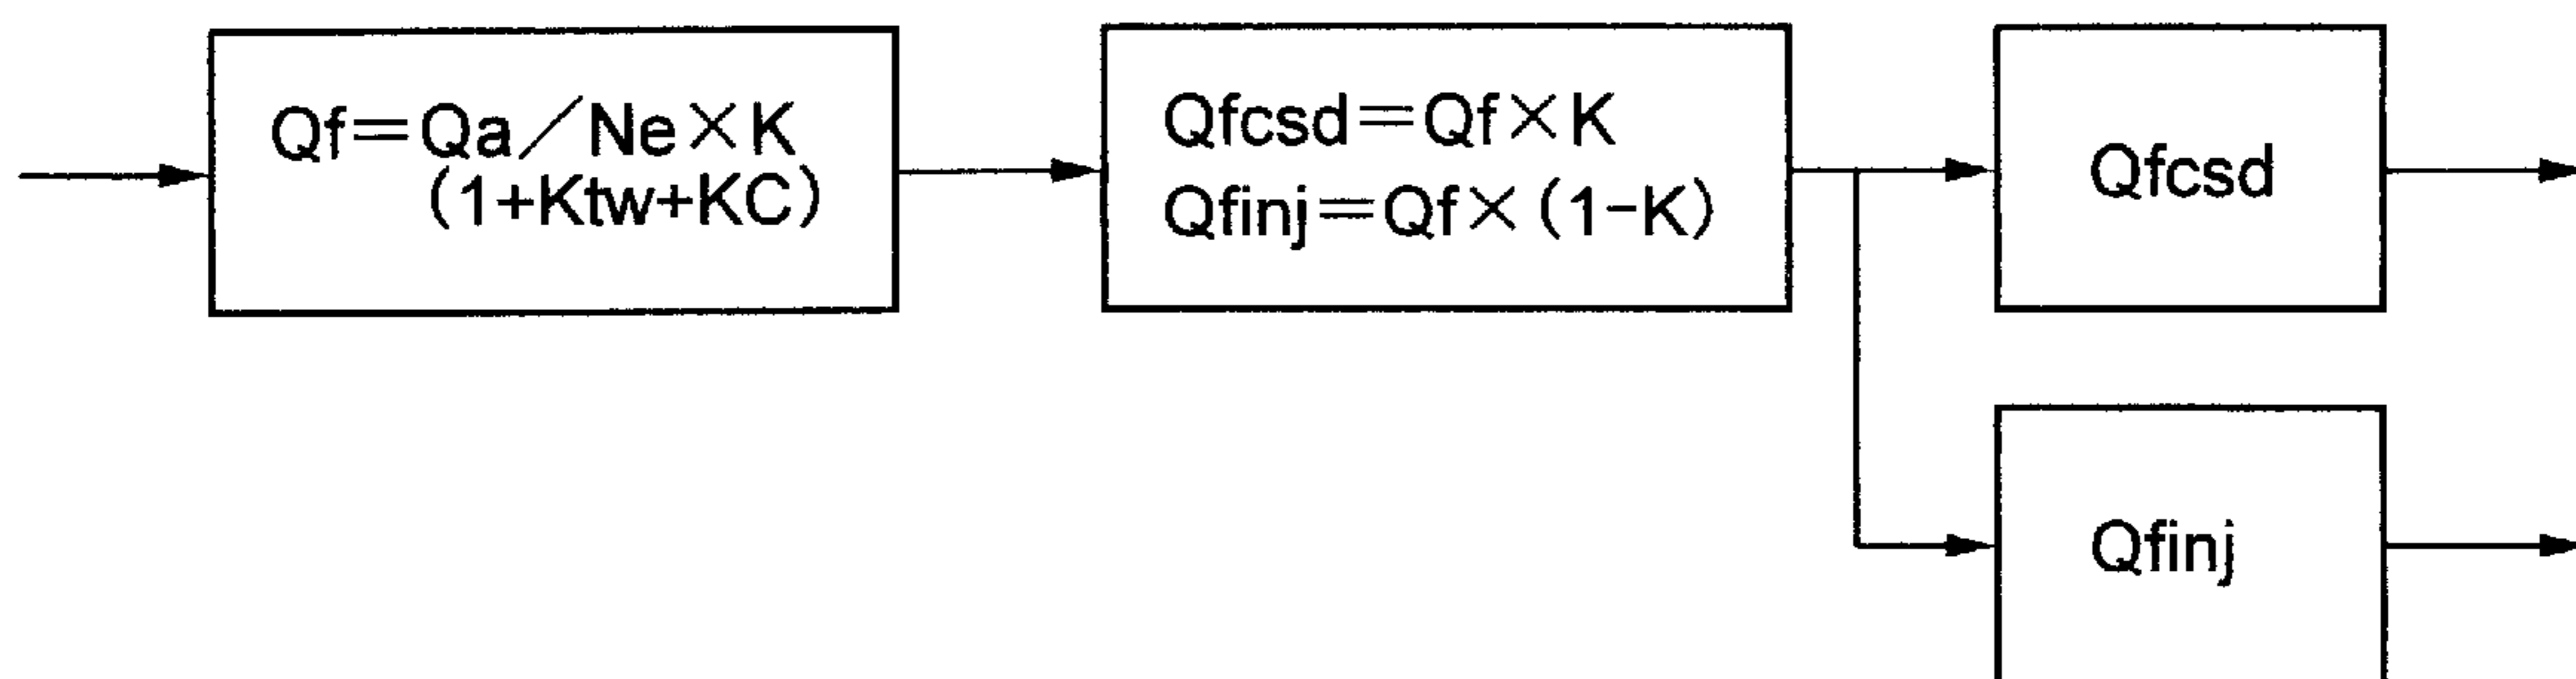 Qf=Qa/Ne×K
(1+Ktw+KC)
Qfcsd=Qf×K
Qfinj=Qf×(1-K)
Qfcsd
Qfinj